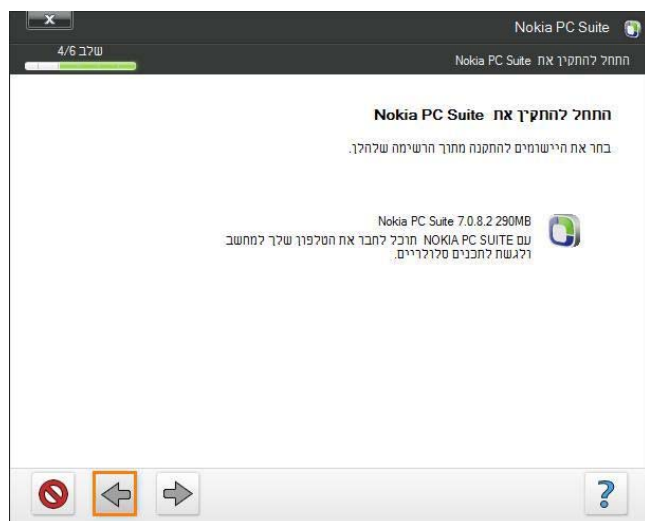 Nokia PC Suite
שלב 4/6
התחל להתקין את Nokia PC Suite
התחל להתקין את Nokia PC Suite
בחר את היישומים להתקנה מתוך הרשימה שלהלן.
Nokia PC Suite 7.0.8.2 290MB
עם NOKIA PC SUITE תוכל לחבר את הטלפון שלך למחשב
ולגשת לתכנים סלולריים.